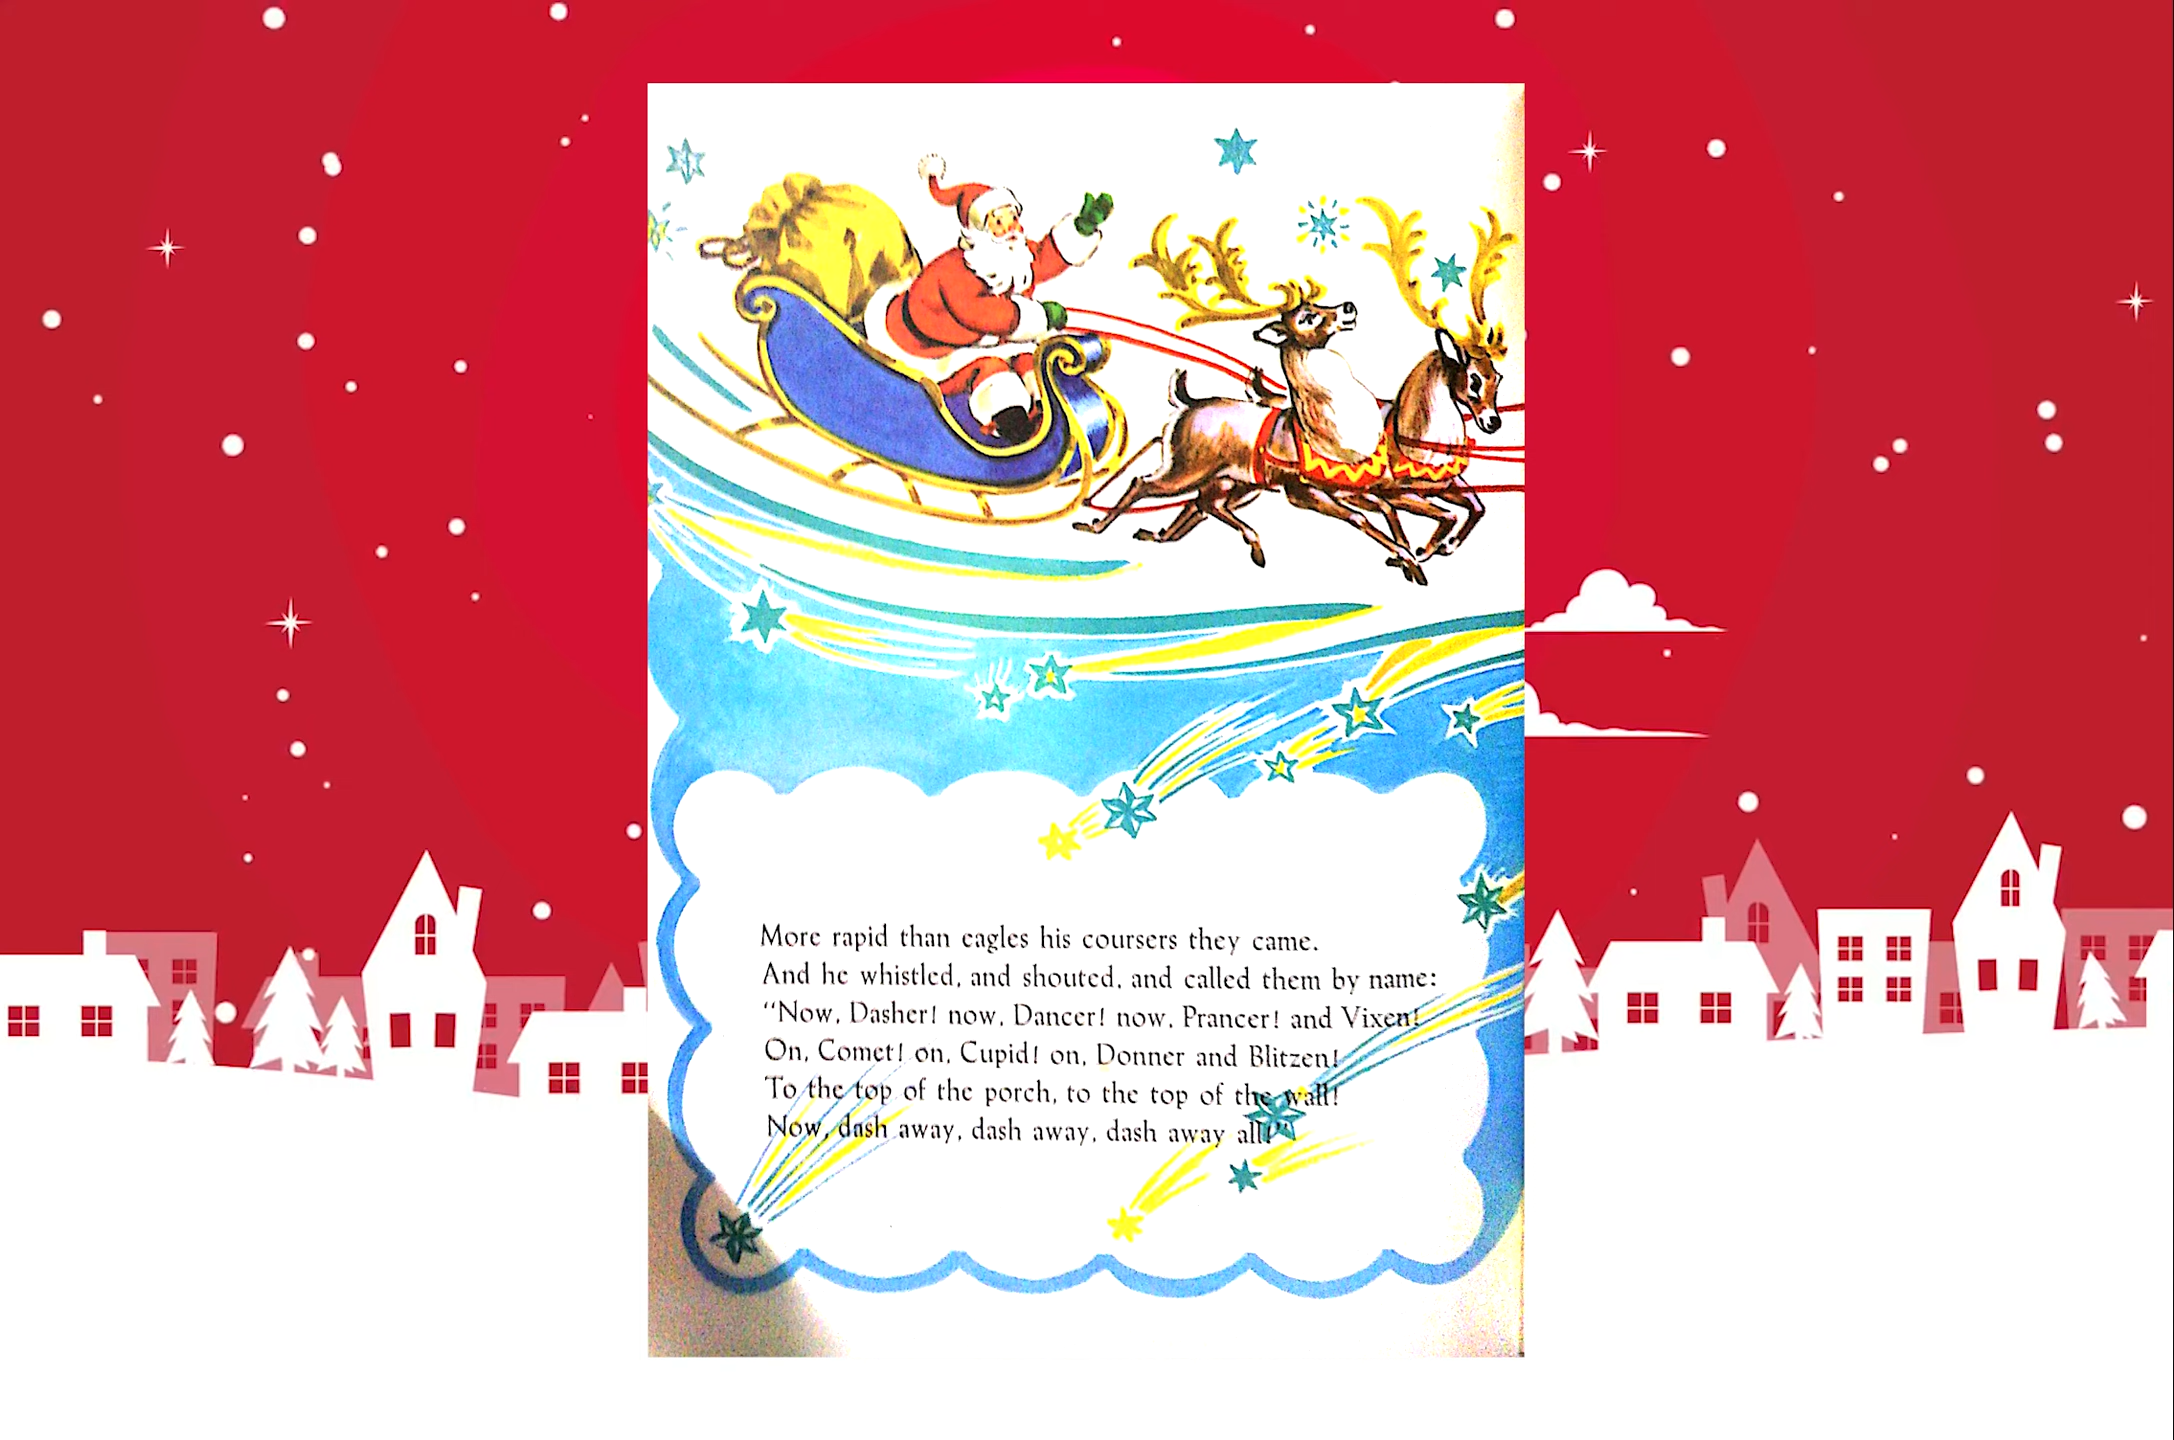 More rapid than eagles his coursers they came.
And he whistled, and shouted, and called them by name:
“Now, Dasher! now, Dancer! now, Prancer! and Vixen!
On, Comet! on, Cupid! on, Donner and Blitzen!
To the top of the porch, to the top of the wall!
Now, dash away, dash away, dash away all!”